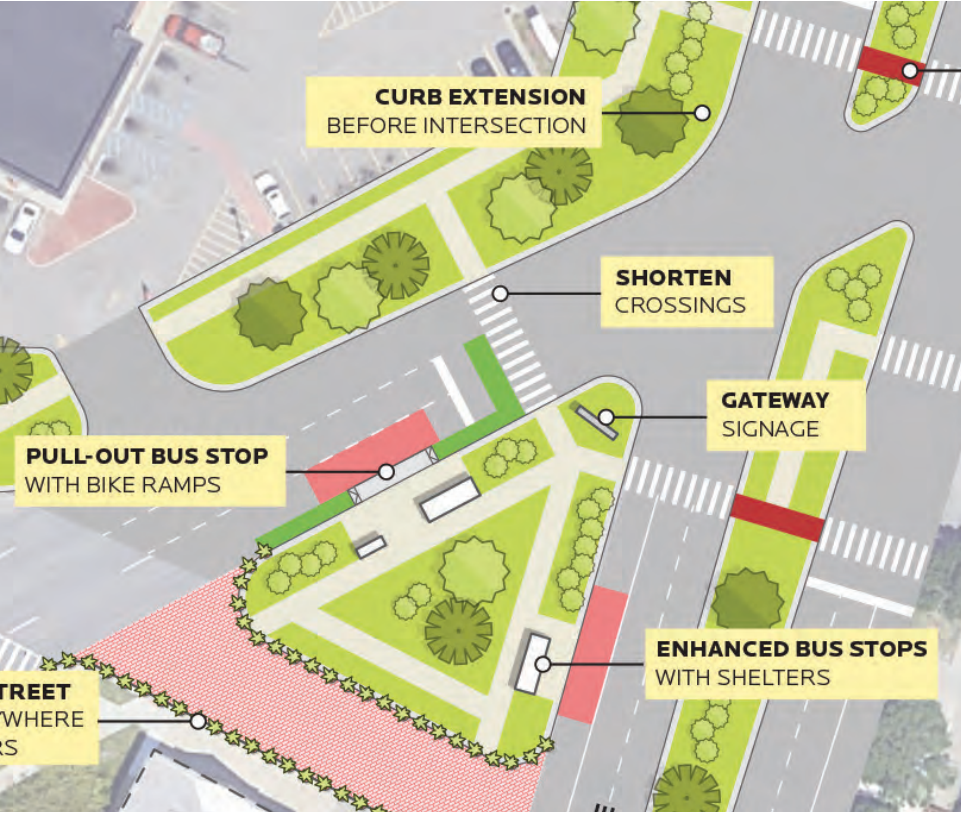 CURB EXTENSION
BEFORE INTERSECTION
SHORTEN
CROSSINGS
GATEWAY
SIGNAGE
PULL-OUT BUS STOP
WITH BIKE RAMPS
ENHANCED BUS STOPS
WITH SHELTERS
TREET
YWHERE
RS